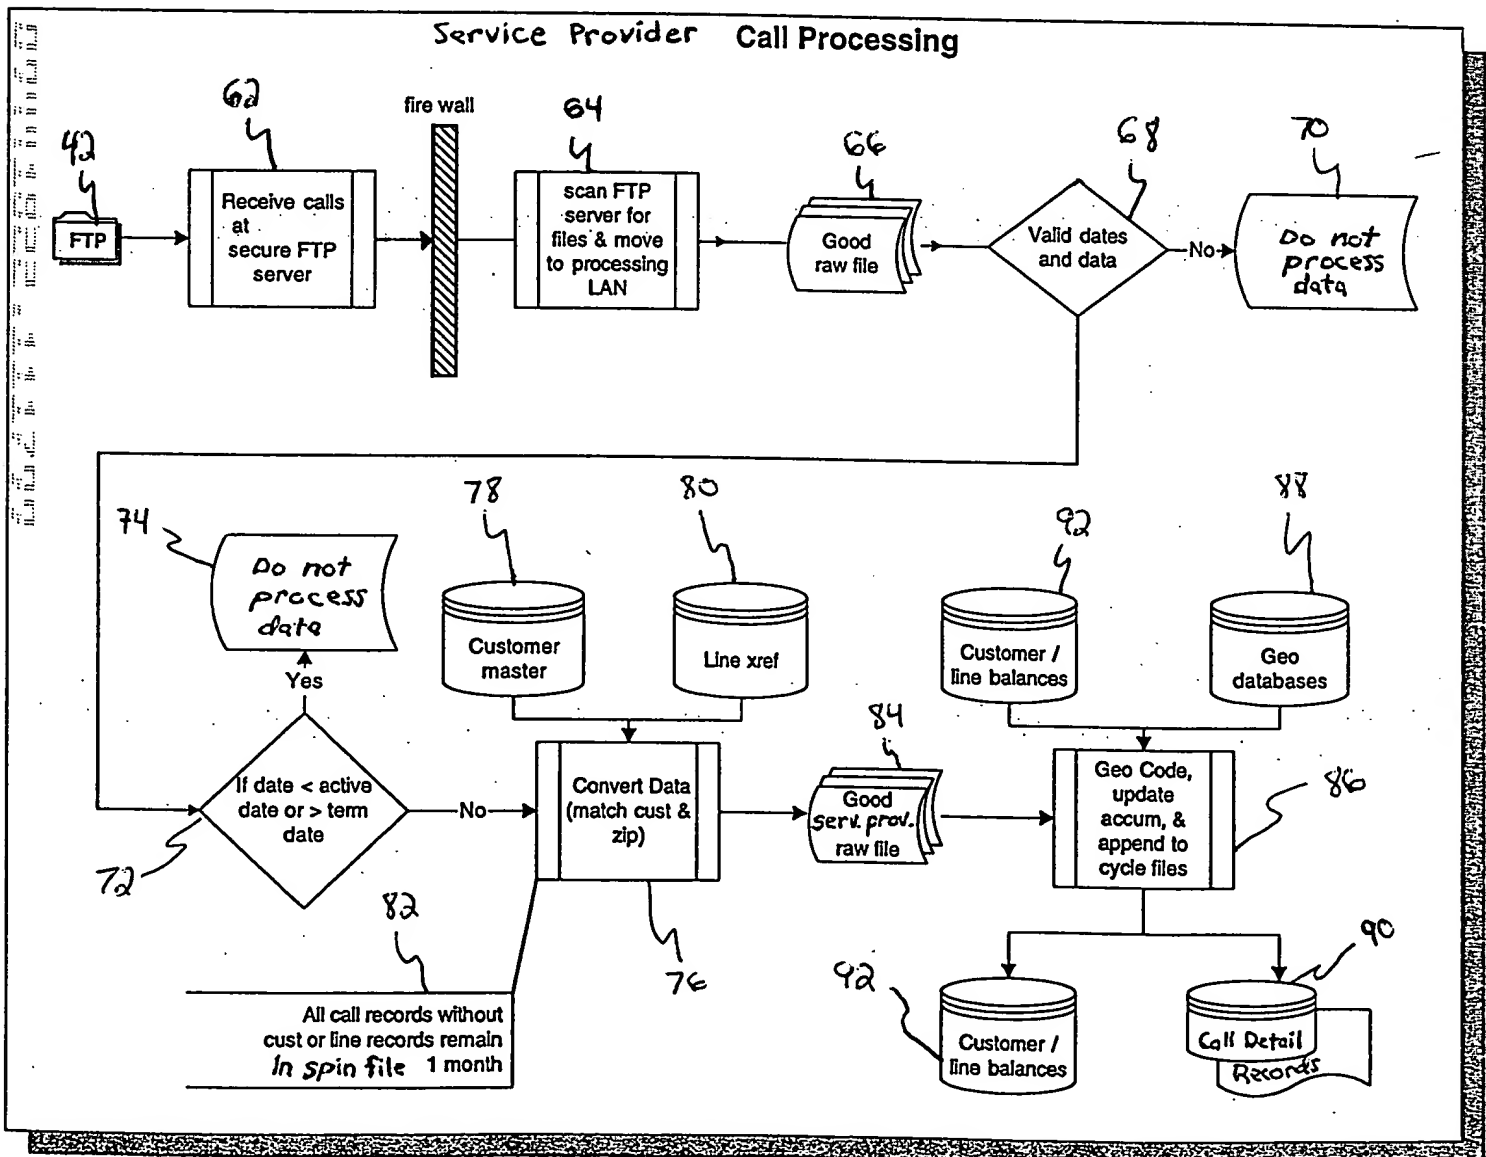 Service Provider Call Processing
62
fire wall
64
42
66
68
70
FTP
Receive calls
at
secure FTP
server
scan FTP
server for
files & move
to processing
LAN
Good
raw file
Valid dates
and data
No
Do not
process
data
74
78
80
92
88
Do not
process
data
Customer
master
Line xref
Customer /
line balances
Geo
databases
Yes
84
If date < active
date or > term
date
No
Convert Data
(match cust &
zip)
Good
serv. prov.
raw file
Geo Code,
update
accum, &
append to
cycle files
86
72
82
76
90
92
All call records without
cust or line records remain
In spin file 1 month
Customer /
line balances
Call Detail
Records